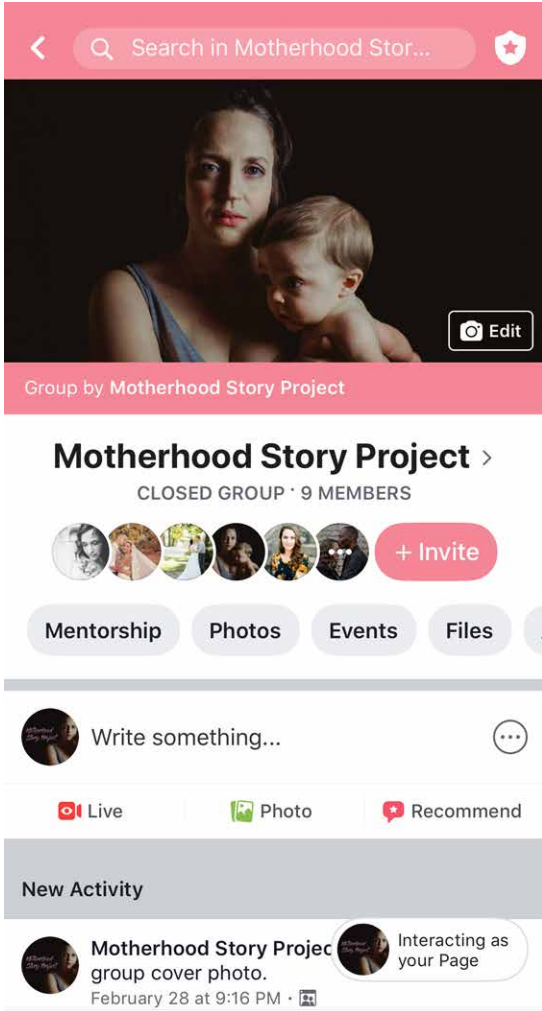 Search in Motherhood Stor...
Edit
Group by Motherhood Story Project
Motherhood Story Project
CLOSED GROUP · 9 MEMBERS
+ Invite
Mentorship Photos Events Files
Write something...
Live Photo Recommend
New Activity
Motherhood Story Projec
group cover photo.
February 28 at 9:16 PM ·
Interacting as
your Page